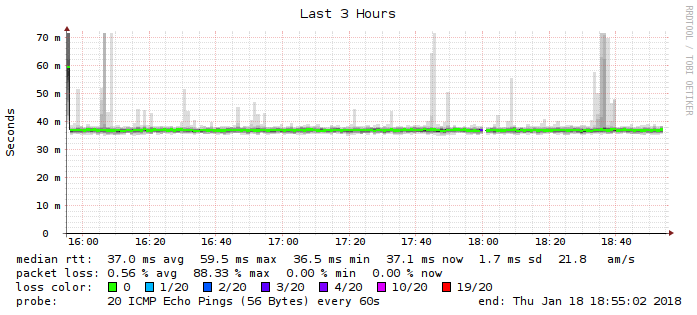 Last 3 Hours
RRDTOOL / TOBI OETIKER
Seconds
70 m
60 m
50 m
40 m
30 m
20 m
10 m
0
16:00 16:20 16:40 17:00 17:20 17:40 18:00 18:20 18:40
median rtt: 37.0 ms avg 59.5 ms max 36.5 ms min 37.1 ms now 1.7 ms sd 21.8 am/s
packet loss: 0.56 % avg 88.33 % max 0.00 % min 0.00 % now
loss color: 0 1/20 2/20 3/20 4/20 10/20 19/20
probe: 20 ICMP Echo Pings (56 Bytes) every 60s end: Thu Jan 18 18:55:02 2018